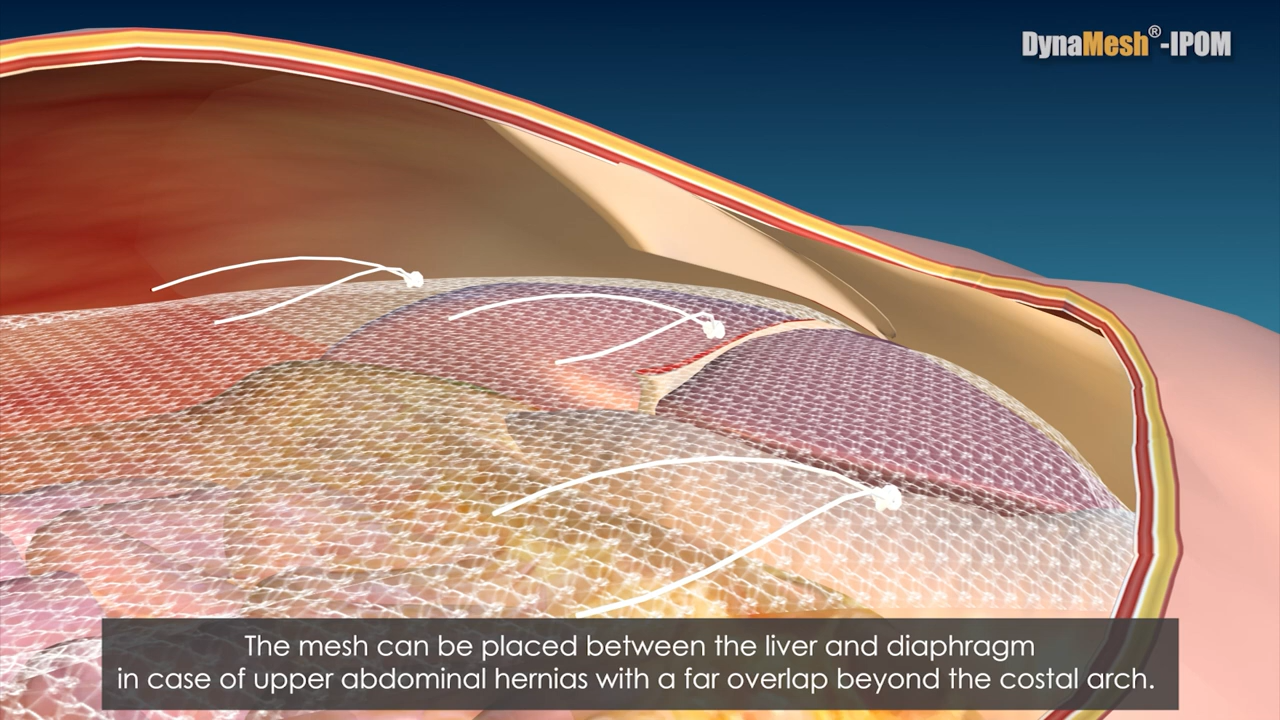 DynaMesh®-IPOM
The mesh can be placed between the liver and diaphragm
in case of upper abdominal hernias with a far overlap beyond the costal arch.